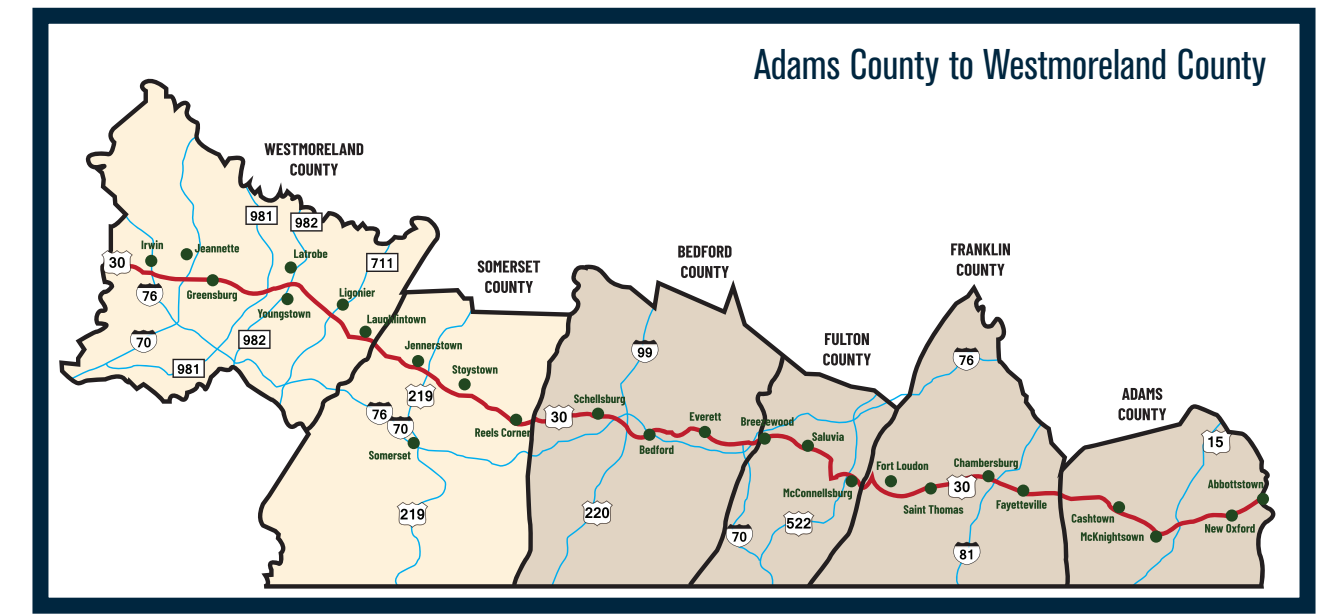 Adams County to Westmoreland County
WESTMORELAND
COUNTY
981
982
711
Irwin
Jeannette
Latrobe
30
76
Greensburg
Youngstown
Ligonier
Laughlintown
70
982
981
SOMERSET
COUNTY
Jennerstown
Stoystown
219
76
70
Reels Corner
Somerset
219
BEDFORD
COUNTY
99
30
Schellsburg
Bedford
Everett
Breezewood
220
70
FULTON
COUNTY
Saluvia
McConnellsburg
522
FRANKLIN
COUNTY
76
Fort Loudon
Saint Thomas
30
Chambersburg
Fayetteville
81
ADAMS
COUNTY
15
Cashtown
McKnightsown
New Oxford
Abbottstown